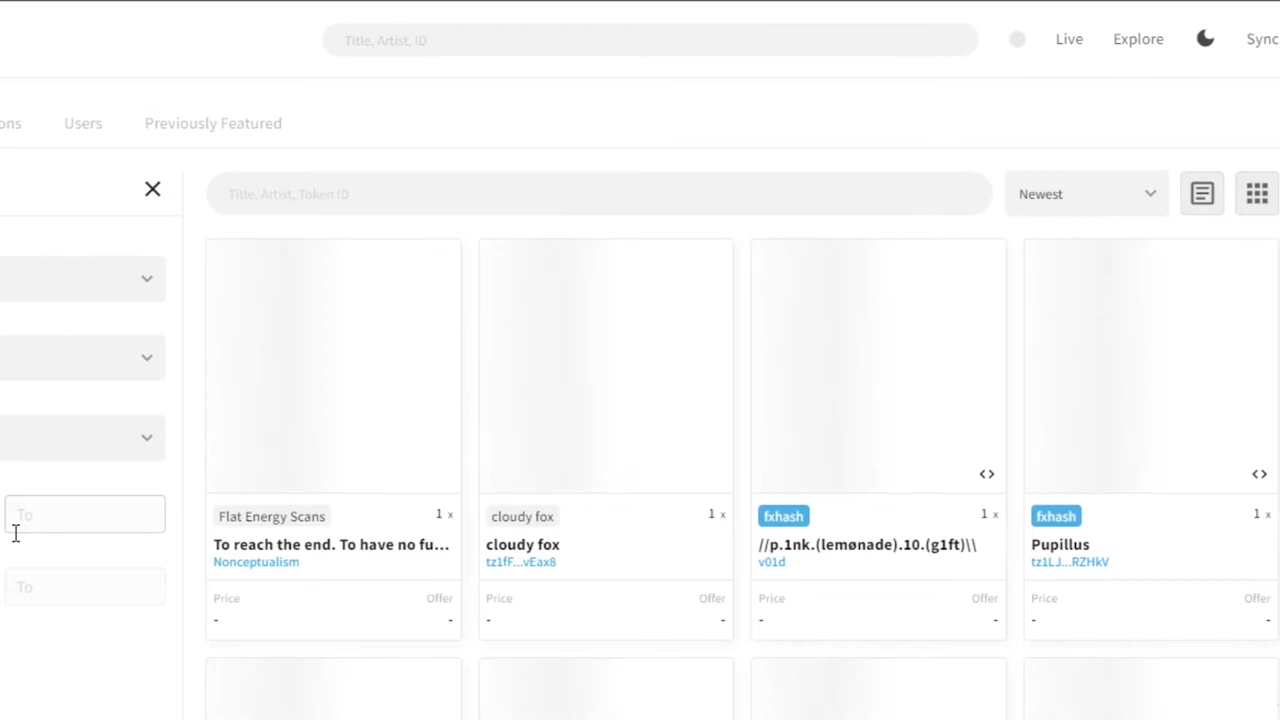 Title, Artist, ID
Live
Explore
Sync
ons
Users
Previously Featured
Title, Artist, Token ID
Newest
To
To
Flat Energy Scans
1 x
To reach the end. To have no fu...
Nonceptualism
Price
Offer
-
-
cloudy fox
1 x
cloudy fox
tz1fF...vEax8
Price
Offer
-
-
fxhash
1 x
//p.1nk.(lemønade).10.(g1ft)\\
v01d
Price
Offer
-
-
fxhash
1 x
Pupillus
tz1LJ...RZHkV
Price
Offer
-
-